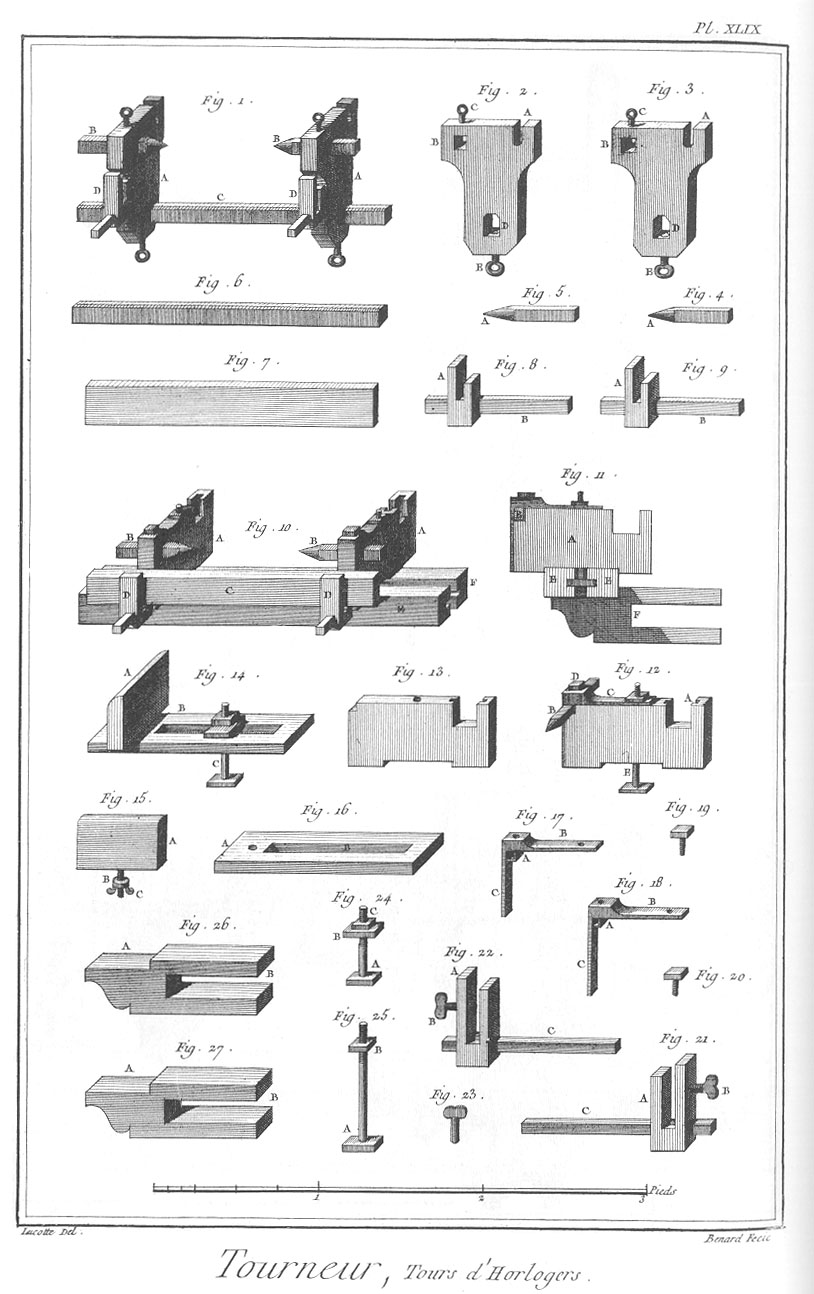 Pl. XLIX
Fig. 1. Fig. 2. Fig. 3.
C A C A
B B A B B
D A D A
C
D D
E E
Fig. 6. Fig. 5. Fig. 4.
A A
Fig. 7. Fig. 8. Fig. 9.
A A
B B
Fig. 10. Fig. 11.
B A B A B A
D C D F E E
F
Fig. 14. Fig. 13. Fig. 12.
A B D C A
B
C E
Fig. 15. Fig. 16. Fig. 17. Fig. 19.
A A B B
B C A
C
Fig. 24. Fig. 18.
C B
B A
A C
Fig. 26. Fig. 22. Fig. 20.
A B A
B C
Fig. 25. Fig. 21.
B A B
A C
Fig. 27. Fig. 23.
A B
1 2 3 Pieds
Lucotte Del. Benard Fecit
Tourneur, Tours d'Horlogers.